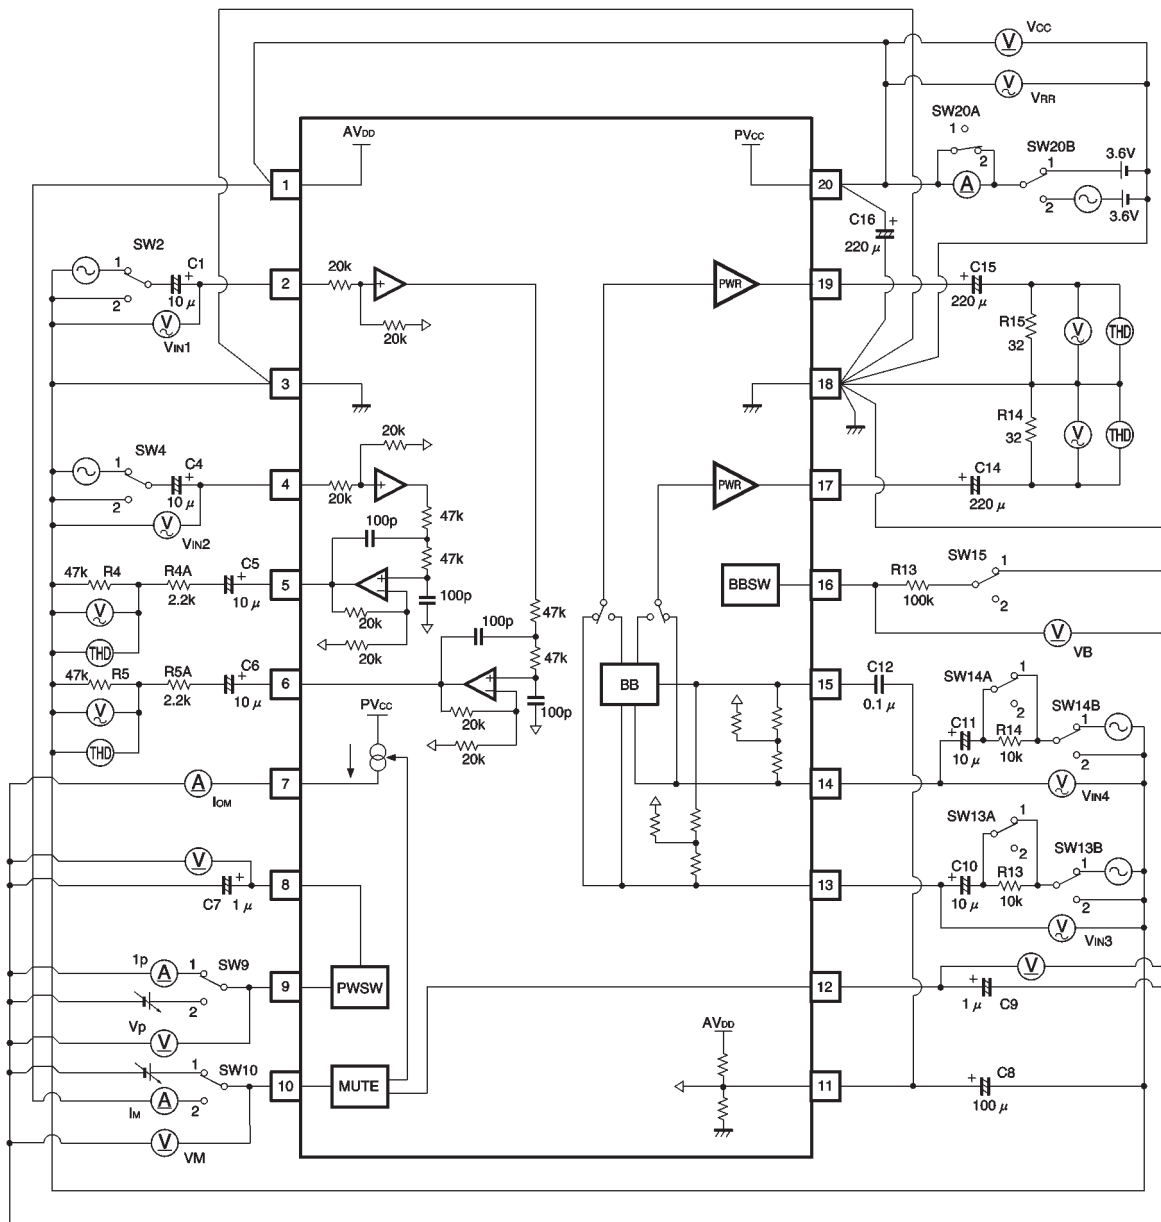 VCC
V
VRR
V
SW20A
1
2
A
SW20B
1
2
3.6V
3.6V
AVDD
PVCC
1
20
C16
+
220 μ
SW2
1
2
C1
+
10 μ
V
VIN1
2
20k
+
20k
PWR
19
+
C15
220 μ
R15
32
V
THD
3
18
R14
32
V
THD
SW4
1
2
C4
+
10 μ
V
VIN2
4
20k
20k
+
47k
100p
47k
PWR
17
+
C14
220 μ
47k
R4
R4A
2.2k
C5
+
10 μ
V
THD
5
+
−
20k
20k
100p
BBSW
16
R13
100k
SW15
1
2
V
VB
47k
R5
R5A
2.2k
C6
+
10 μ
V
THD
6
100p
47k
47k
+
−
100p
20k
20k
BB
15
C12
0.1 μ
SW14A
1
2
C11
+
10 μ
R14
10k
SW14B
1
2
PVCC
A
IOM
7
14
V
VIN4
SW13A
1
2
C10
+
10 μ
R13
10k
SW13B
1
2
V
C7
+
1 μ
8
13
V
VIN3
1p
A
1
SW9
2
Vp
V
9
PWSW
12
V
+
1 μ
C9
1
SW10
IM
A
2
V
VM
10
MUTE
AVDD
11
+
C8
100 μ